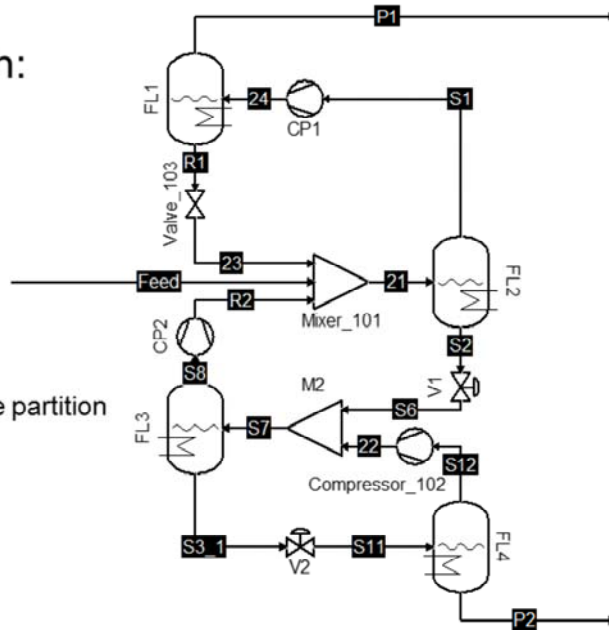 P1
n:
FL1
24
CP1
S1
R1
Valve_103
23
Feed
R2
Mixer_101
21
FL2
CP2
S2
S8
M2
V1
e partition
FL3
S7
S6
22
Compressor_102
S12
S3_1
V2
S11
FL4
P2